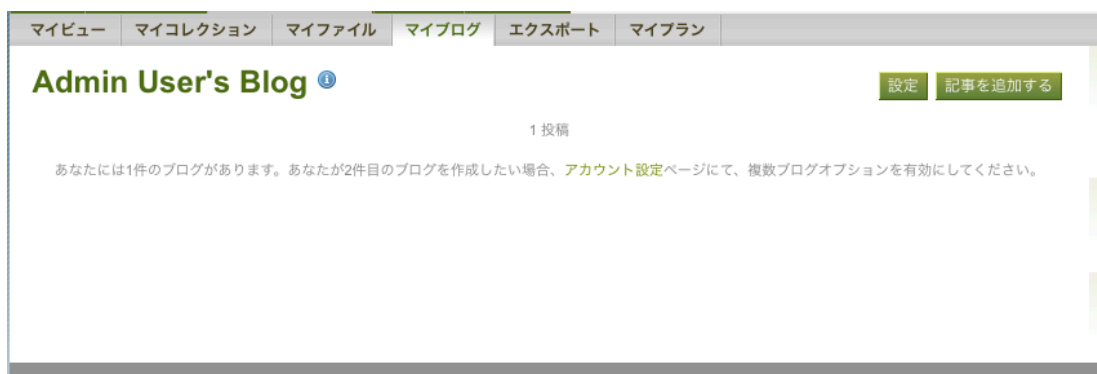 マイビュー マイコレクション マイファイル マイブログ エクスポート マイプラン
Admin User's Blog
設定 記事を追加する
1 投稿
あなたには1件のブログがあります。あなたが2件目のブログを作成したい場合、アカウント設定ページにて、複数ブログオプションを有効にしてください。